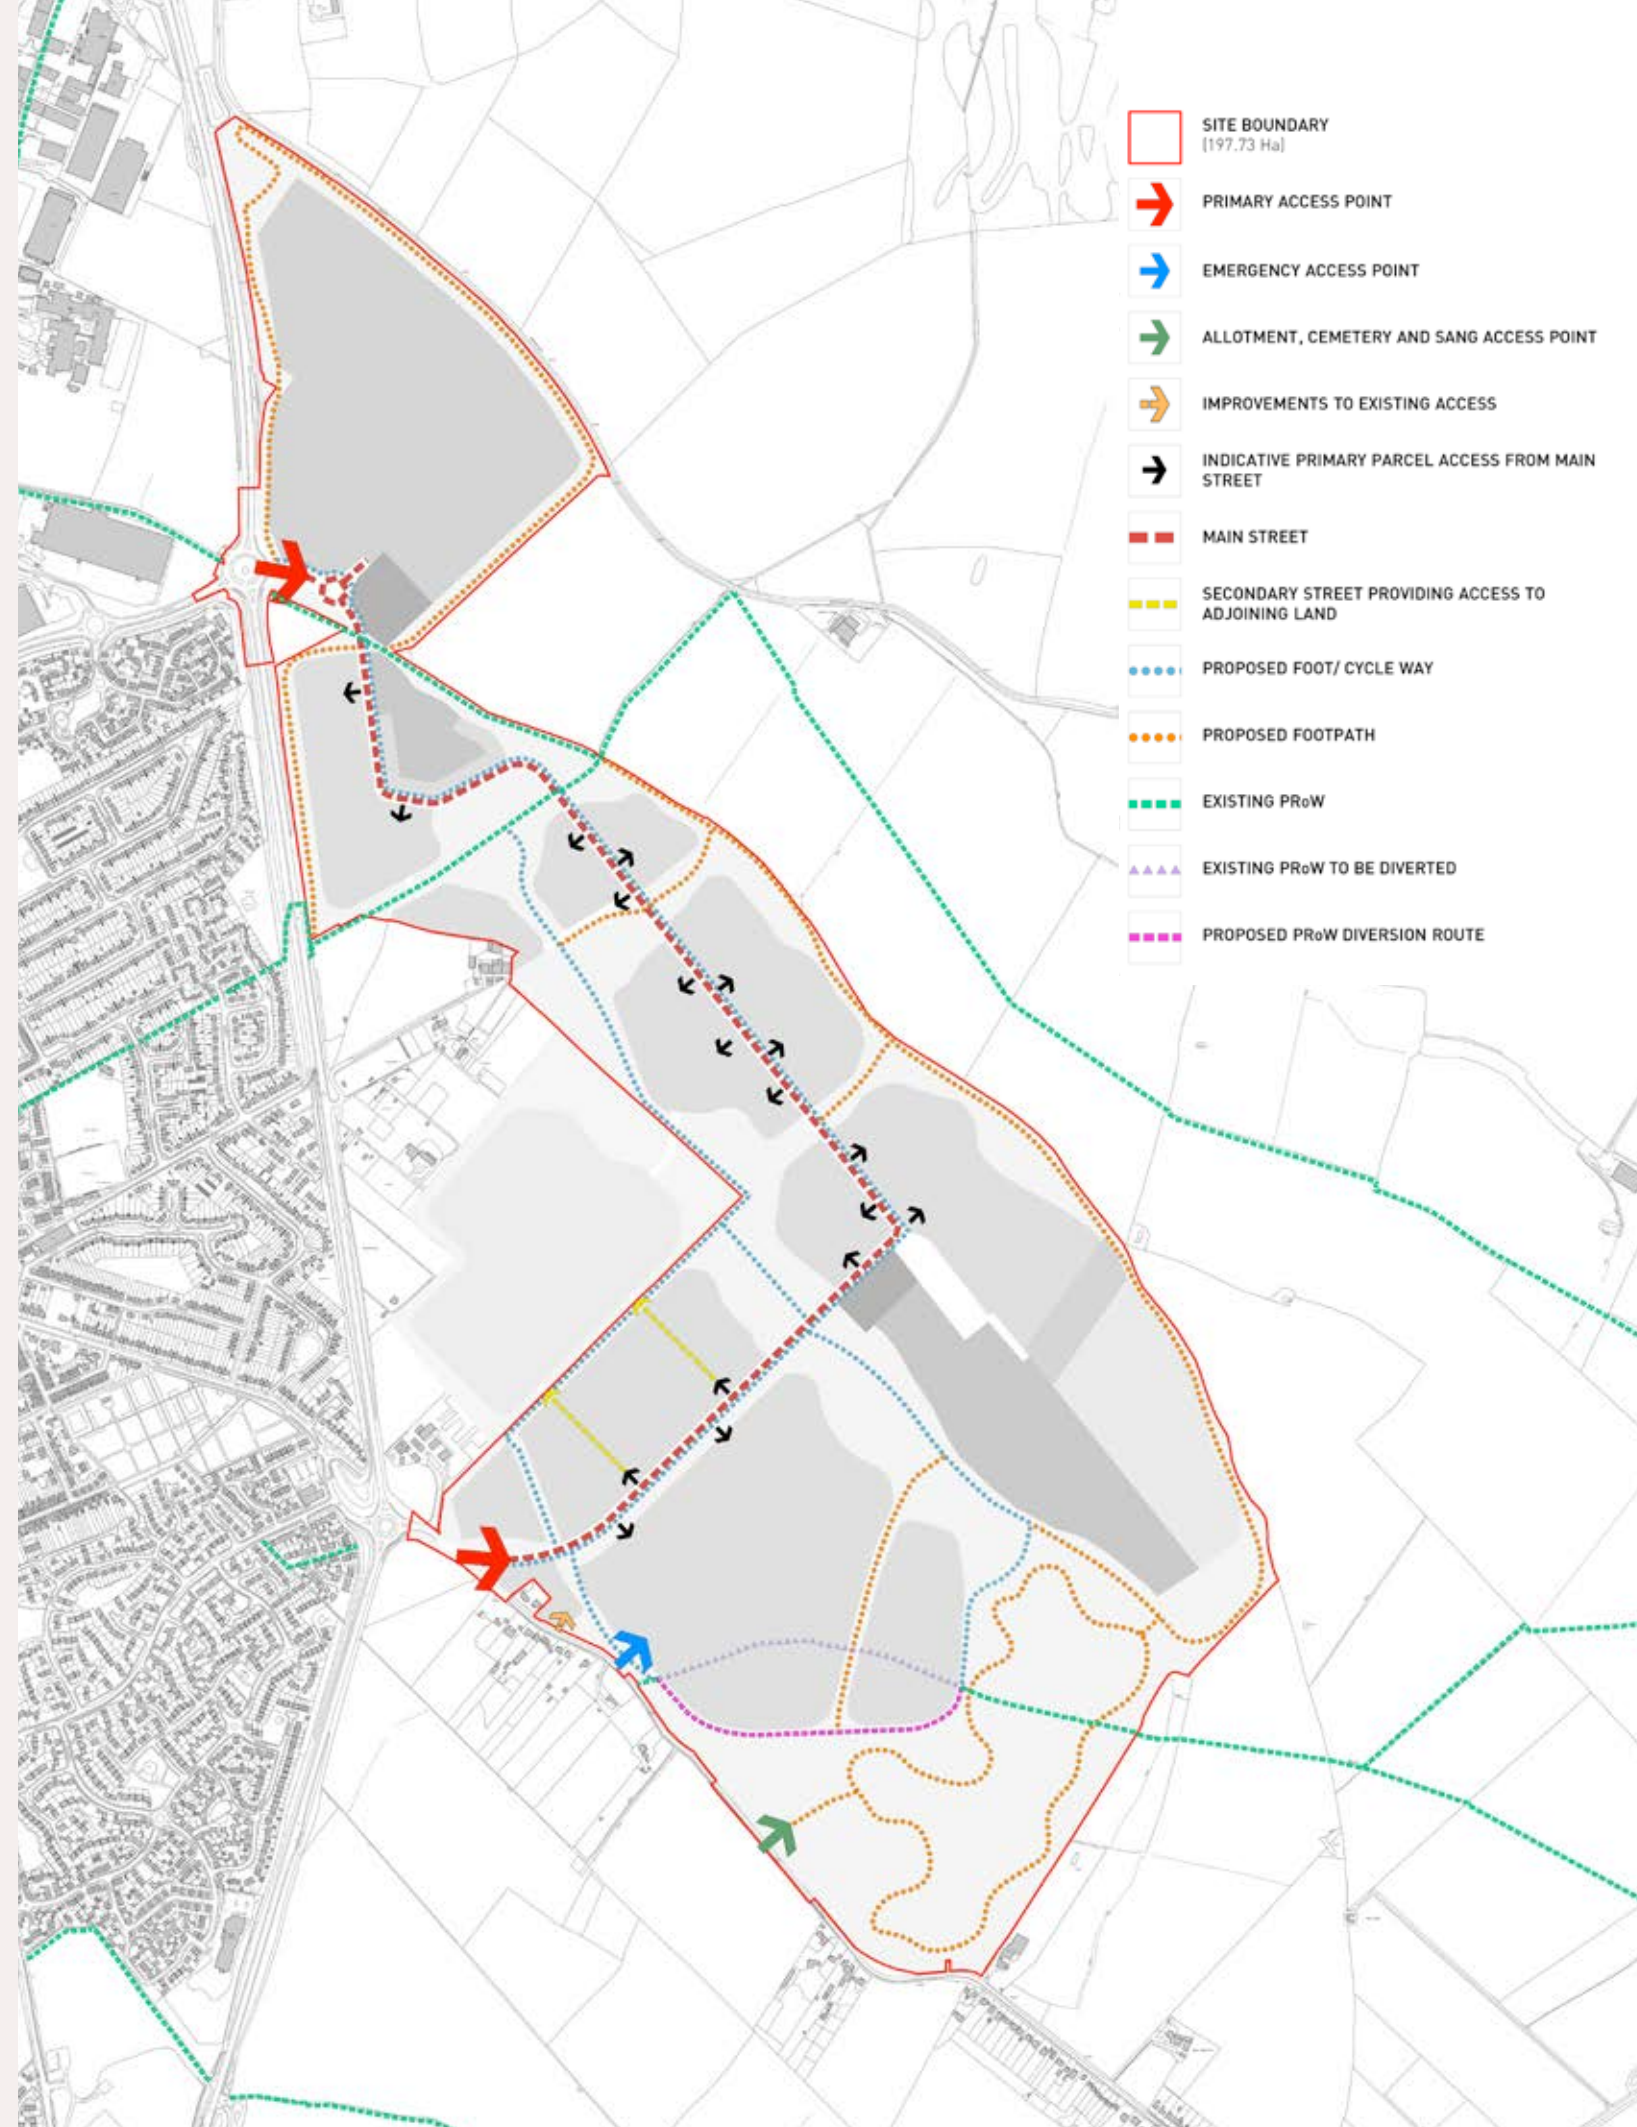 SITE BOUNDARY
[197.73 Ha]
PRIMARY ACCESS POINT
EMERGENCY ACCESS POINT
ALLOTMENT, CEMETERY AND SANG ACCESS POINT
IMPROVEMENTS TO EXISTING ACCESS
INDICATIVE PRIMARY PARCEL ACCESS FROM MAIN
STREET
MAIN STREET
SECONDARY STREET PROVIDING ACCESS TO
ADJOINING LAND
PROPOSED FOOT/ CYCLE WAY
PROPOSED FOOTPATH
EXISTING PRoW
EXISTING PRoW TO BE DIVERTED
PROPOSED PRoW DIVERSION ROUTE